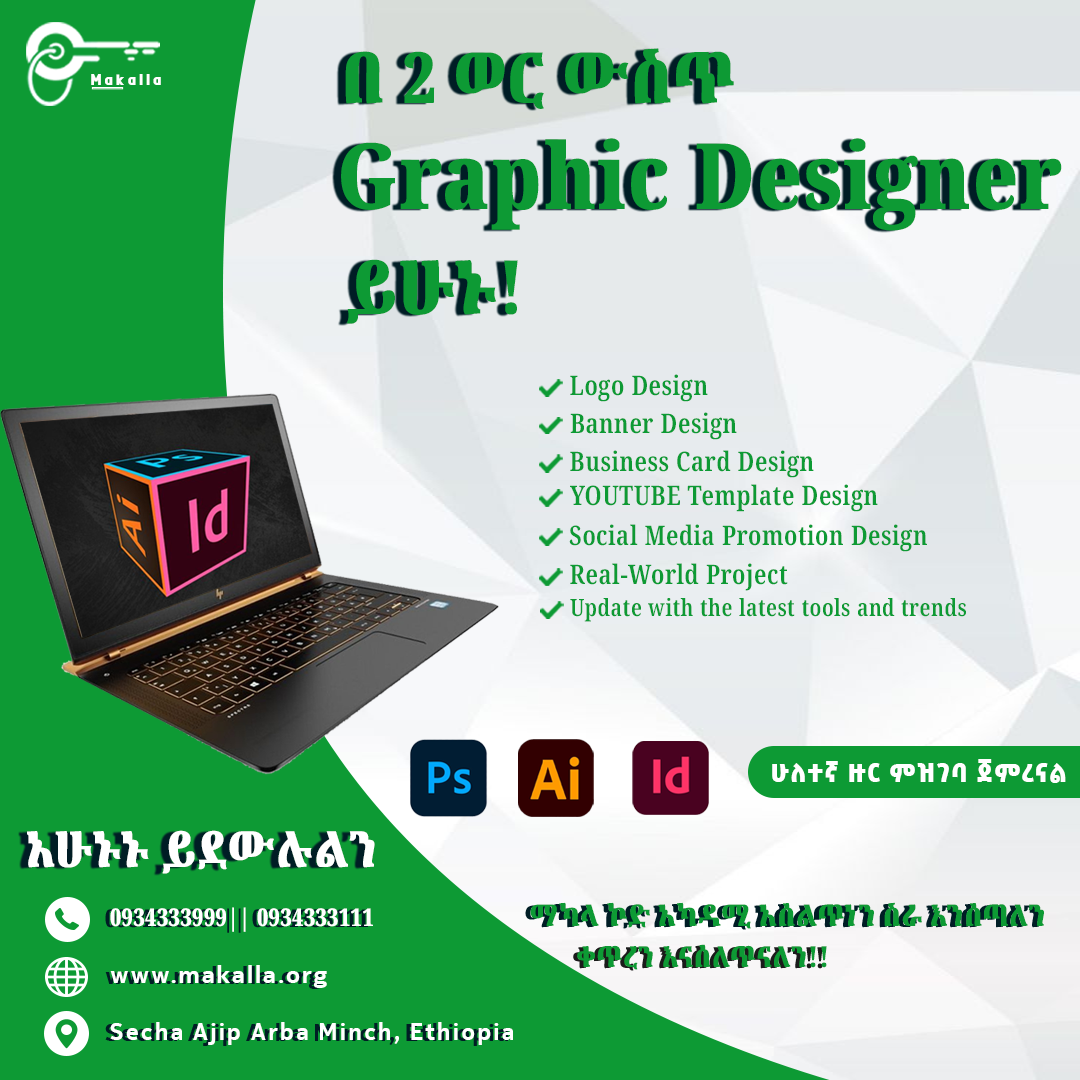 Makalla
በ 2 ወር ውስጥ
Graphic Designer
ይሁኑ!
Logo Design
Banner Design
Business Card Design
YOUTUBE Template Design
Social Media Promotion Design
Real-World Project
Update with the latest tools and trends
Ps
Ai
Id
hp
Ps
Ai
Id
ሁለተኛ ዙር ምዝገባ ጀምረናል
አሁኑኑ ይደውሉልን
0934333999|| 0934333111
www.makalla.org
Secha Ajip Arba Minch, Ethiopia
ማካላ ኮድ አካዳሚ አሰልጥነን ስራ እንሰጣለን
ቀጥረን እናሰለጥናለን!!